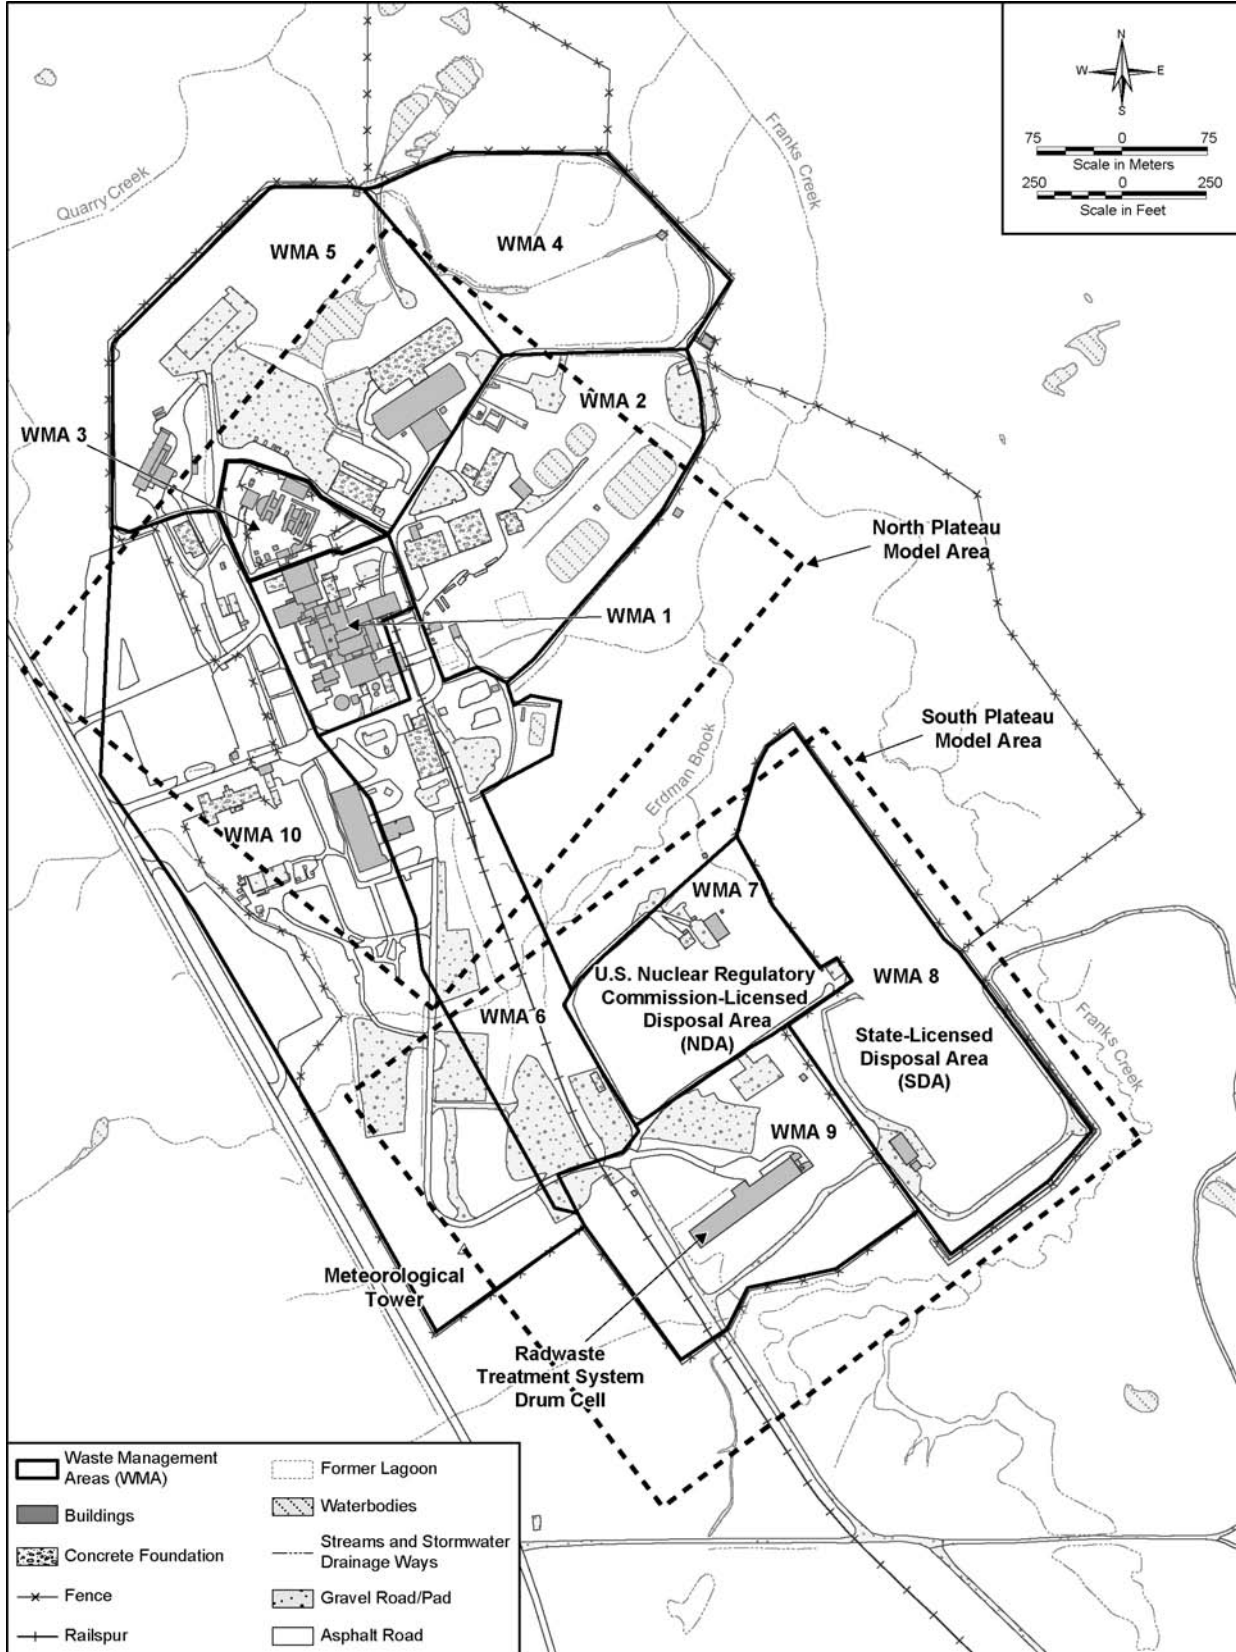 N
W
E
S
75
0
75
Scale in Meters
250
0
250
Scale in Feet
Franks Creek
Quarry Creek
WMA 5
WMA 4
WMA 2
WMA 3
North Plateau
Model Area
WMA 1
South Plateau
Model Area
Erdman Brook
WMA 10
WMA 7
WMA 8
U.S. Nuclear Regulatory
Commission-Licensed
Disposal Area
(NDA)
WMA 6
State-Licensed
Disposal Area
(SDA)
Franks Creek
WMA 9
Meteorological
Tower
Radwaste
Treatment System
Drum Cell
Waste Management
Areas (WMA)
Buildings
Concrete Foundation
Fence
Railspur
Former Lagoon
Waterbodies
Streams and Stormwater
Drainage Ways
Gravel Road/Pad
Asphalt Road